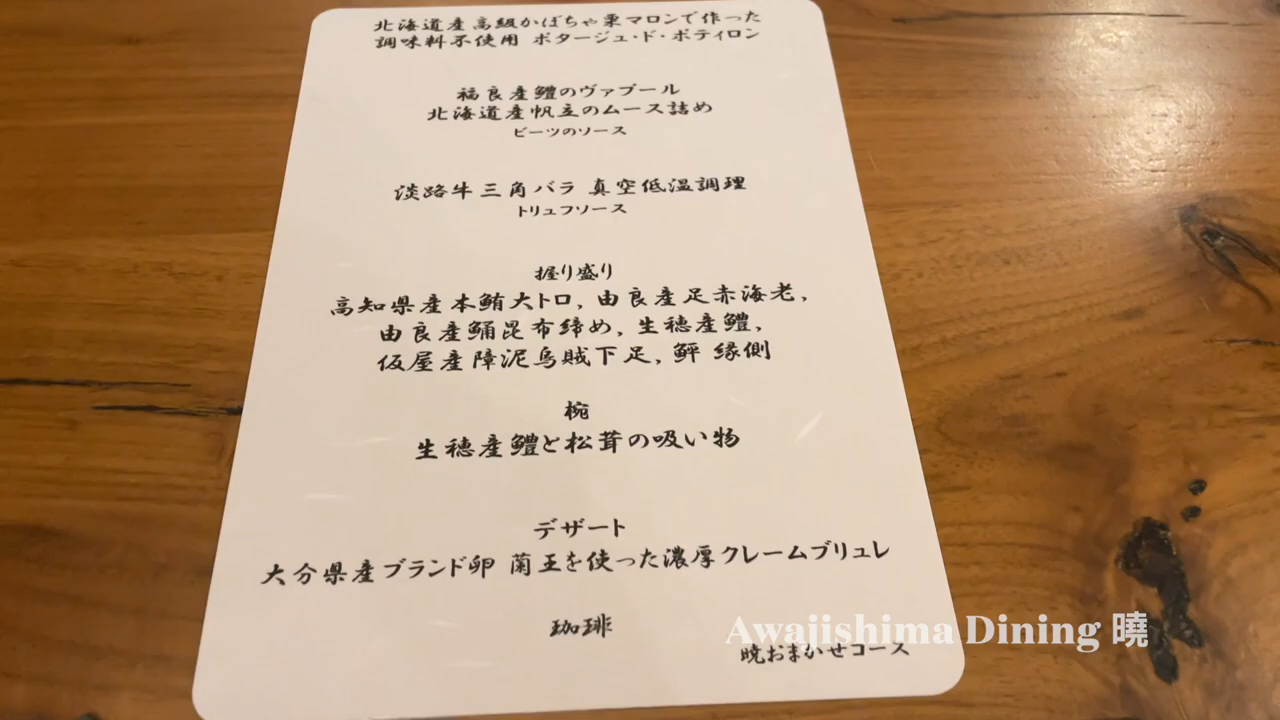 北海道産高級かぼちゃ栗マロンで作った
調味料不使用 ポタージュ・ド・ポティロン
福良産鱧のヴァプール
北海道産帆立のムース詰め
ビーツのソース
淡路牛三角バラ 真空低温調理
トリュフソース
握り盛り
高知県産本鮪大トロ, 由良産足赤海老,
由良産鯒昆布締め, 生穂産鱧,
仮屋産障泥烏賊下足, 鮃 縁側
椀
生穂産鱧と松茸の吸い物
デザート
大分県産ブランド卵 蘭王を使った濃厚クレームブリュレ
珈琲
Awajishima Dining 曉
暁おまかせコース